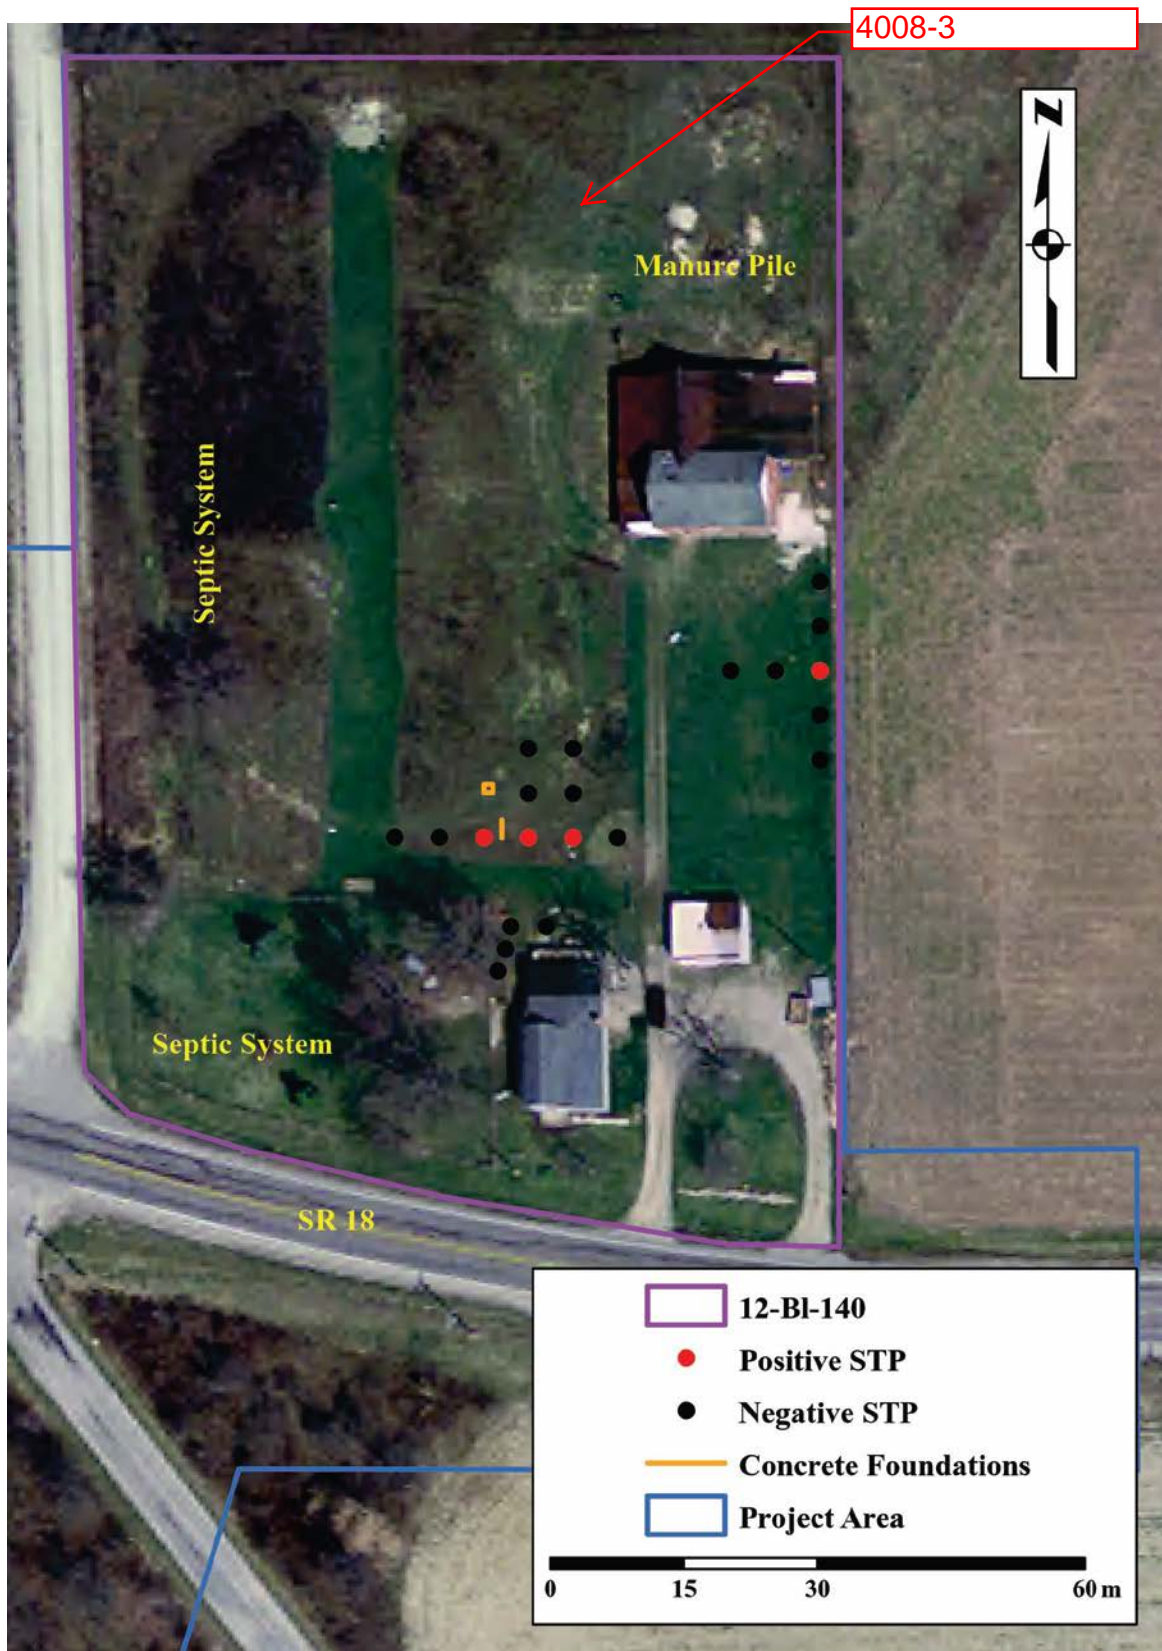 4008-3
N
Manure Pile
Septic System
Septic System
SR 18
12-Bl-140
Positive STP
Negative STP
Concrete Foundations
Project Area
0 15 30 60 m